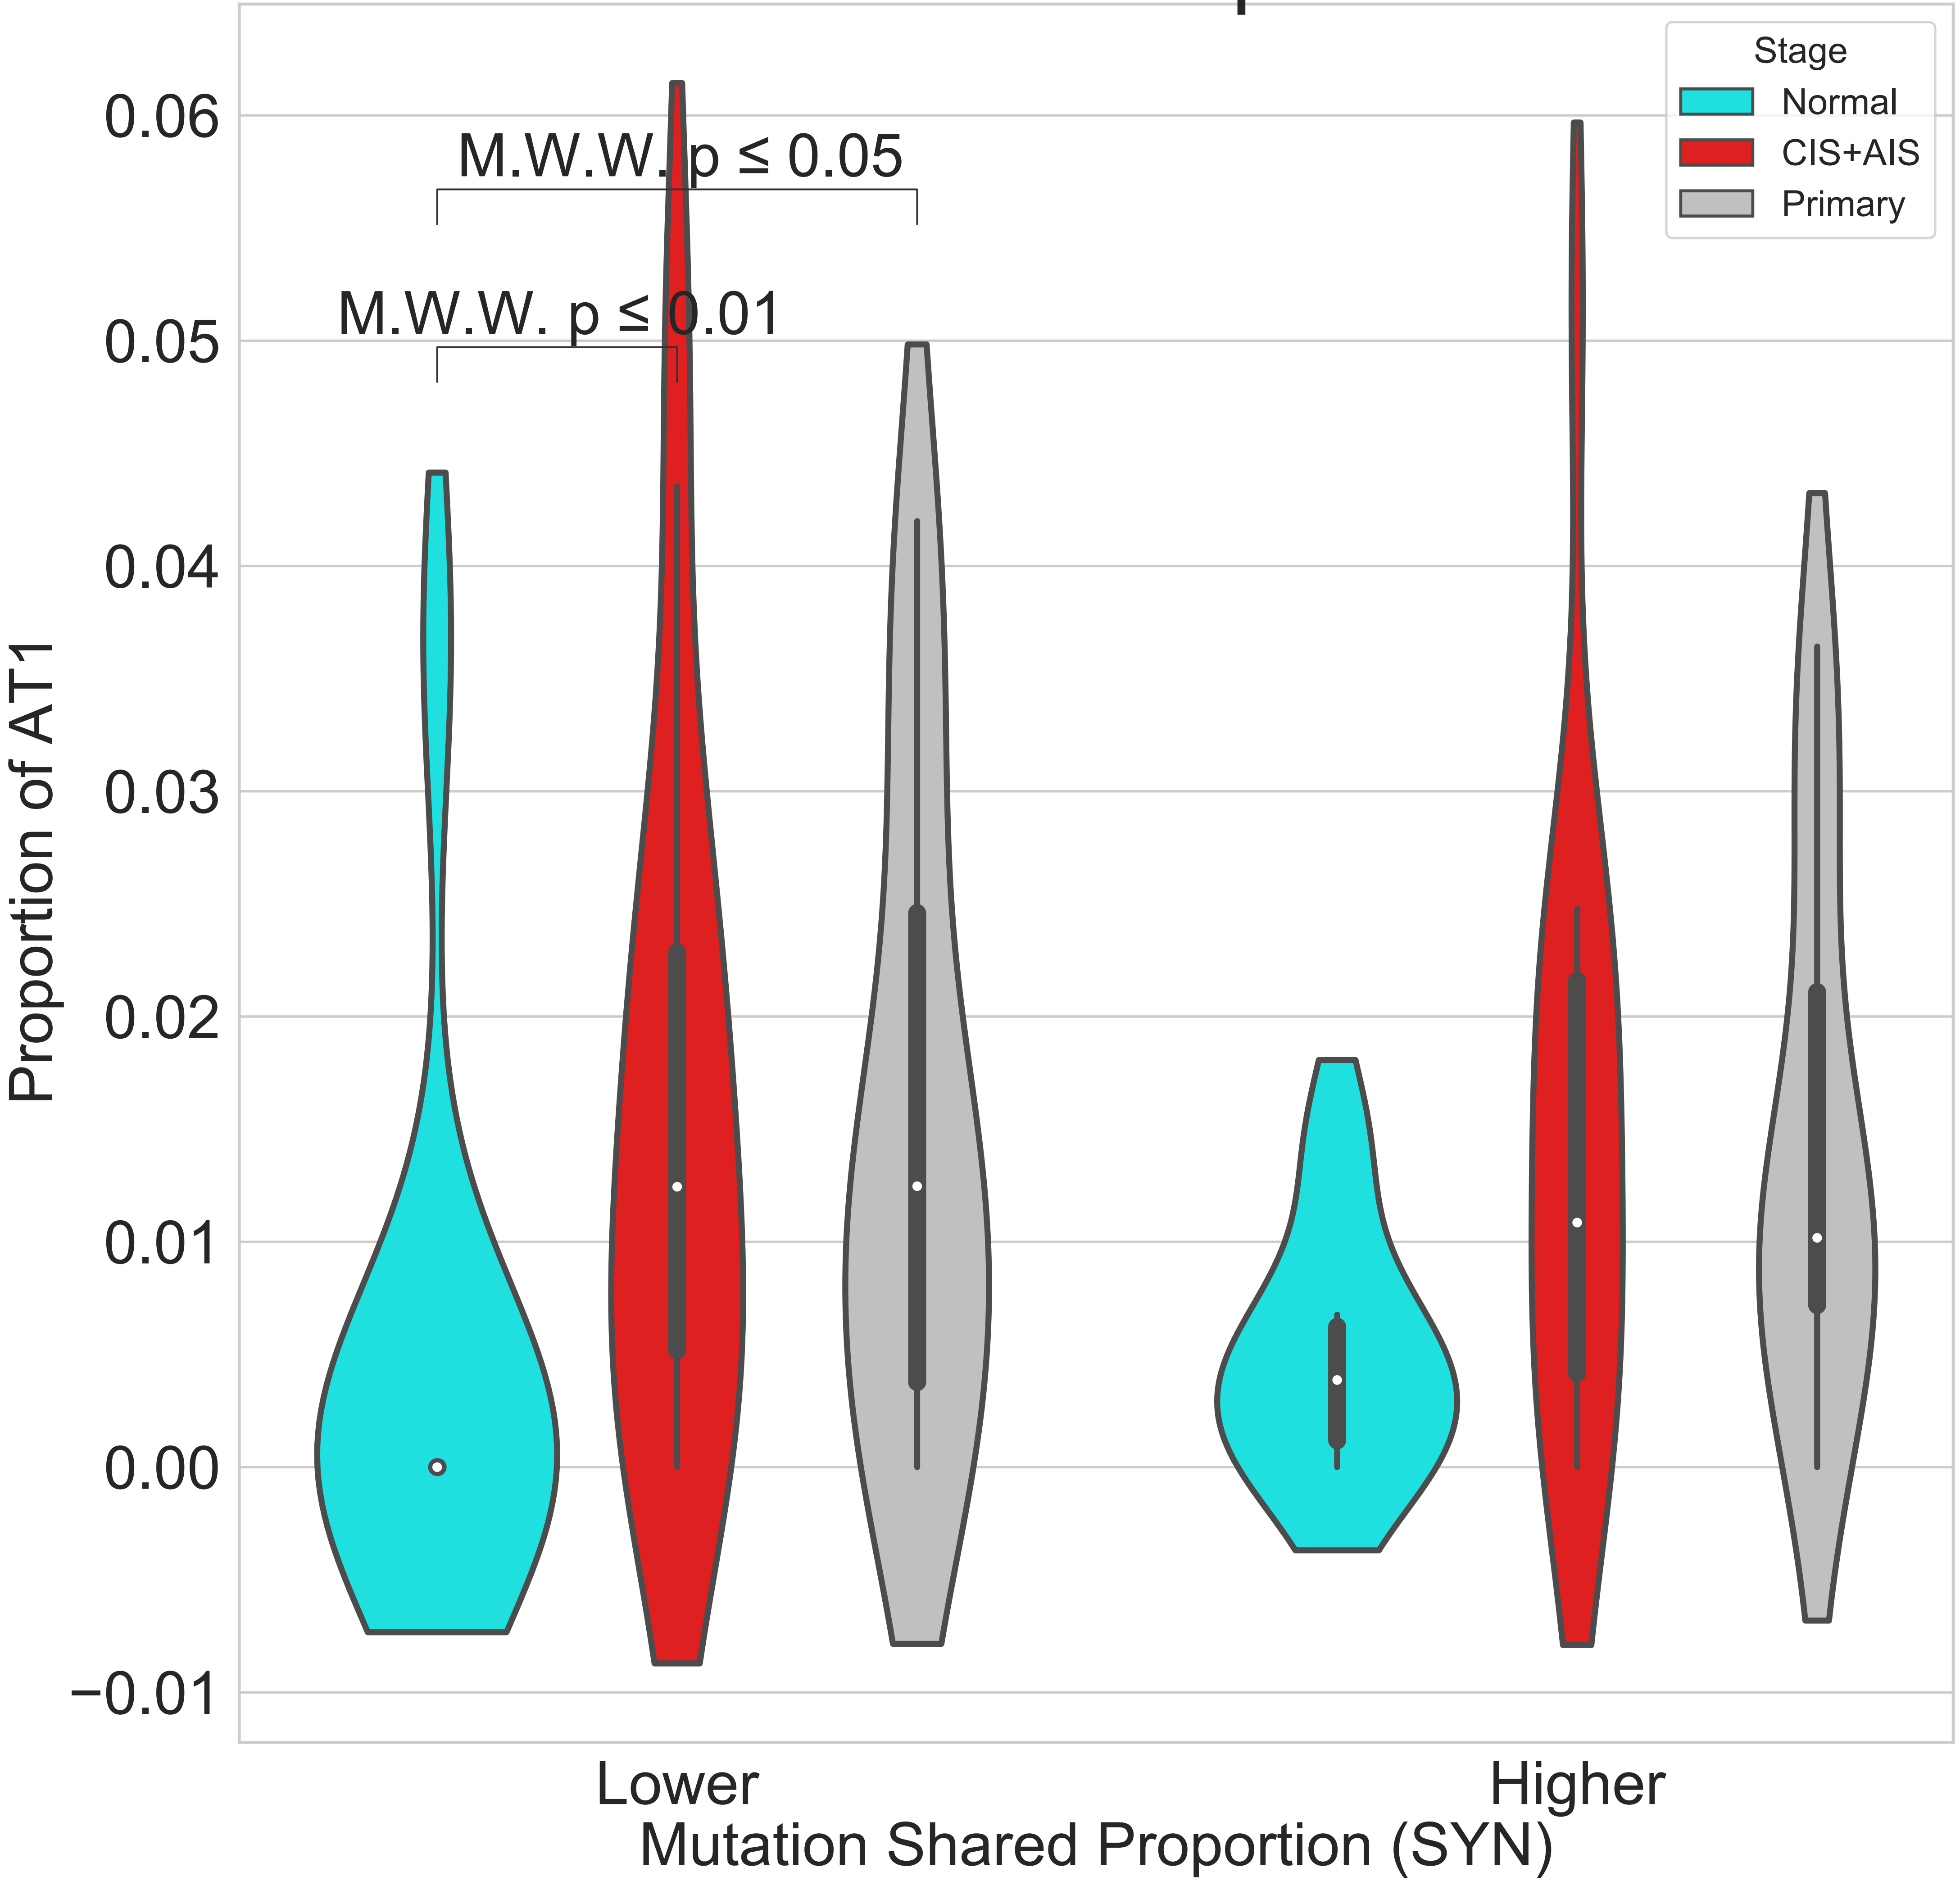 Stage
Normal
CIS+AIS
Primary
M.W.W. p ≤ 0.05
M.W.W. p ≤ 0.01
0.06
0.05
0.04
0.03
0.02
0.01
0.00
−0.01
Proportion of AT1
Lower
Higher
Mutation Shared Proportion (SYN)